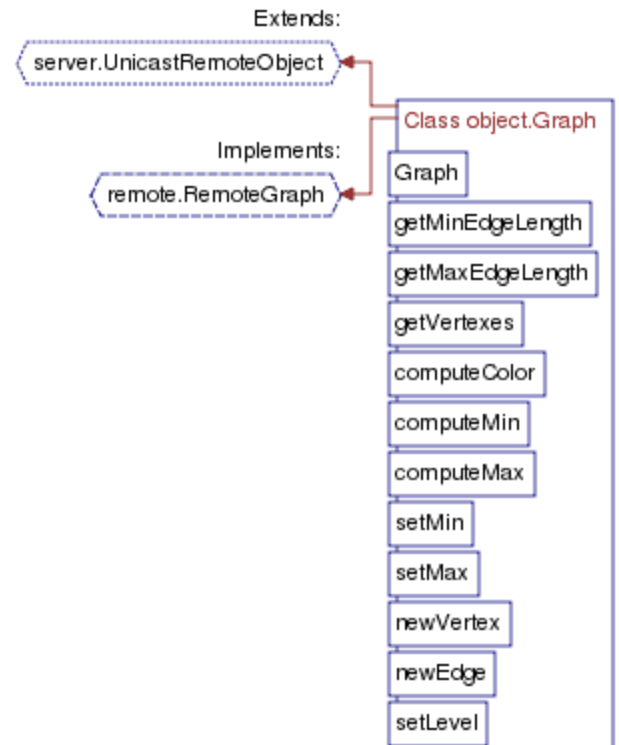 Extends:
server.UnicastRemoteObject
Class object.Graph
Implements:
remote.RemoteGraph
Graph
getMinEdgeLength
getMaxEdgeLength
getVertexes
computeColor
computeMin
computeMax
setMin
setMax
newVertex
newEdge
setLevel